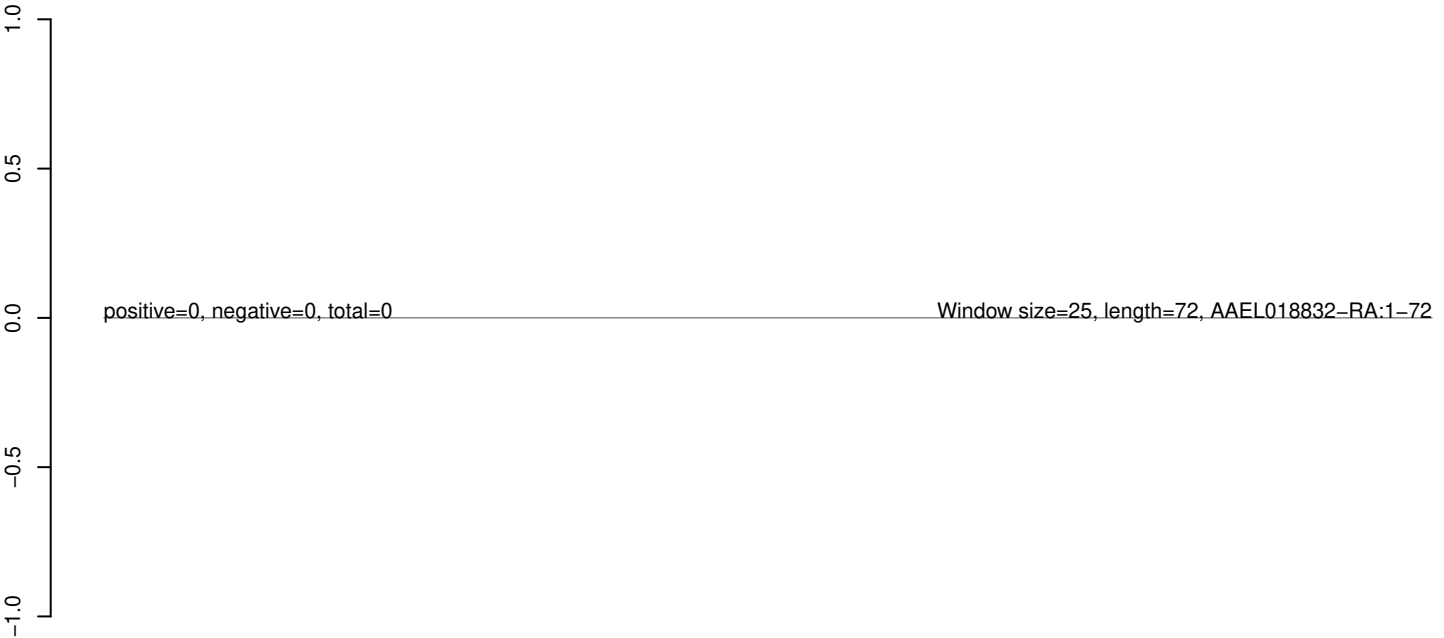 1.0
0.5
0.0
−0.5
−1.0
positive=0, negative=0, total=0
Window size=25, length=72, AAEL018832−RA:1−72